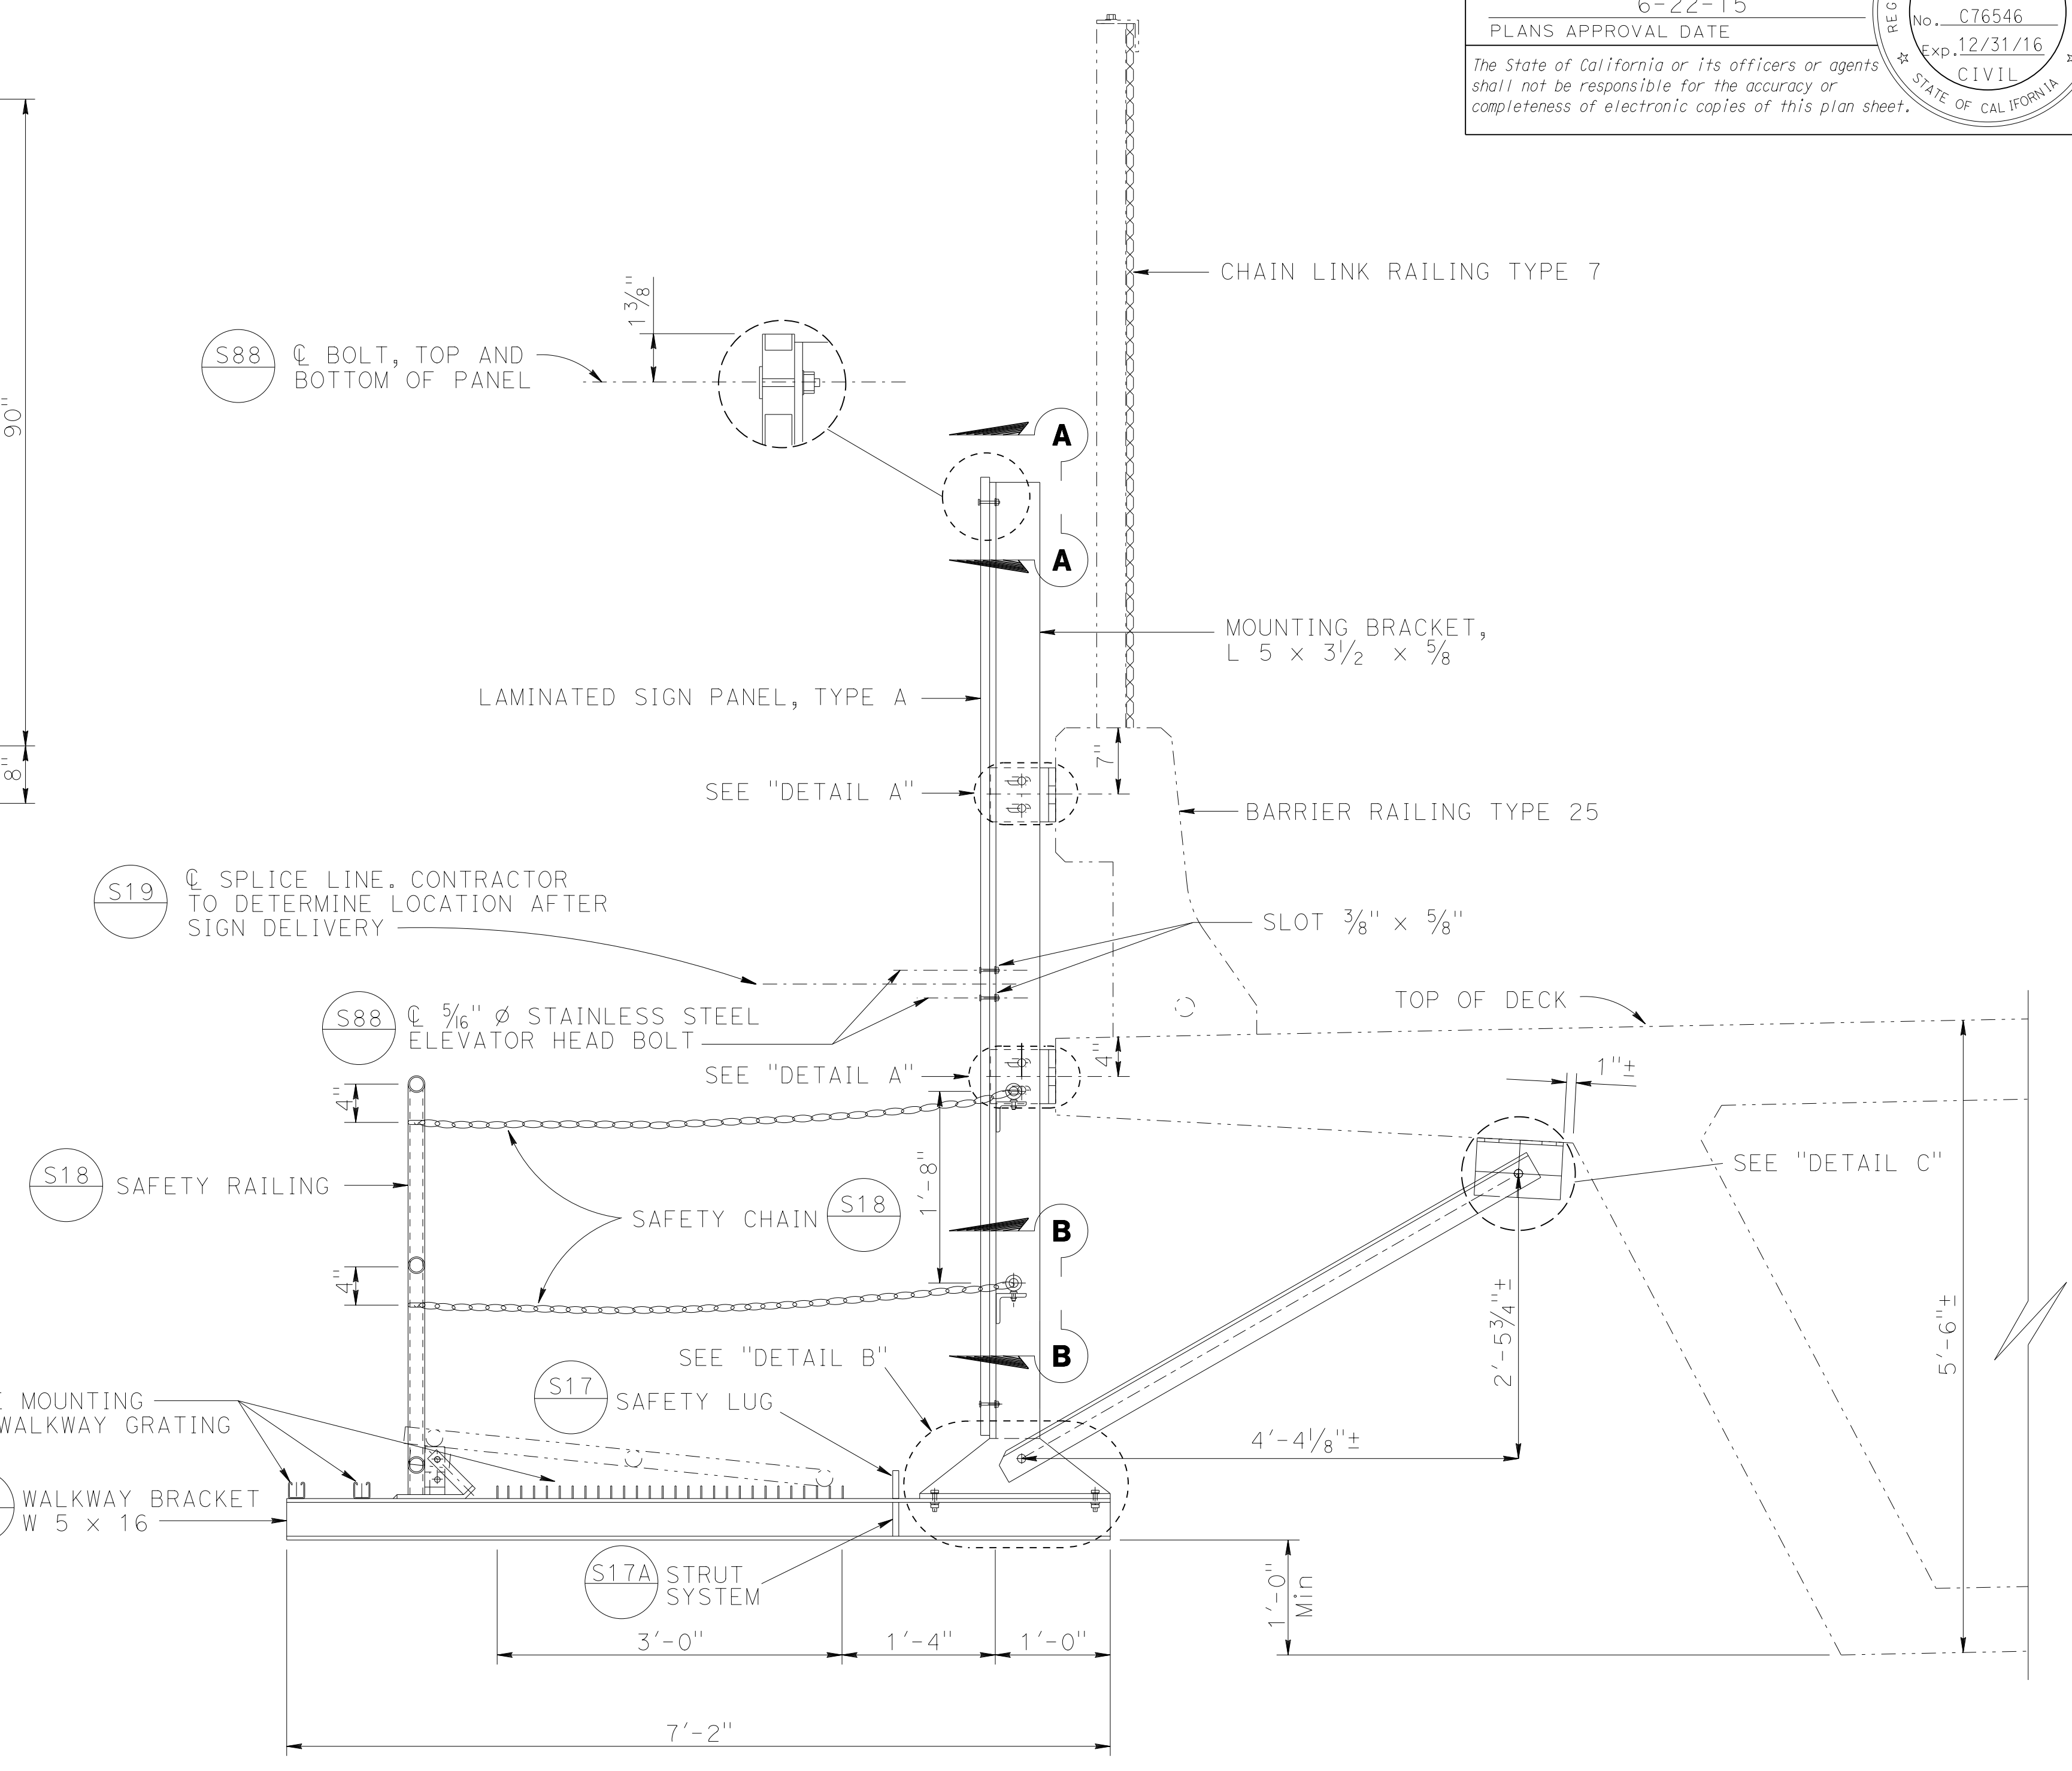 6-22-15
PLANS APPROVAL DATE
The State of California or its officers or agents
shall not be responsible for the accuracy or
completeness of electronic copies of this plan sheet.
REG
No. C76546
Exp. 12/31/16
CIVIL
STATE OF CALIFORNIA
90"
8"
1 3/8"
S88
℄ BOLT, TOP AND
BOTTOM OF PANEL
A
A
CHAIN LINK RAILING TYPE 7
MOUNTING BRACKET,
L 5 x 3 1/2 x 5/8
LAMINATED SIGN PANEL, TYPE A
7"
SEE "DETAIL A"
BARRIER RAILING TYPE 25
S19
℄ SPLICE LINE. CONTRACTOR
TO DETERMINE LOCATION AFTER
SIGN DELIVERY
SLOT 3/8" x 5/8"
S88
℄ 5/16" Ø STAINLESS STEEL
ELEVATOR HEAD BOLT
TOP OF DECK
SEE "DETAIL A"
4"
1"±
4"
S18
SAFETY RAILING
SAFETY CHAIN
S18
1'-8"
B
SEE "DETAIL C"
4"
2'-5 3/4"±
5'-6"±
B
SEE "DETAIL B"
MOUNTING
WALKWAY GRATING
S17
SAFETY LUG
4'-4 1/8"±
WALKWAY BRACKET
W 5 x 16
S17A
STRUT
SYSTEM
1'-0"
Min
3'-0"
1'-4"
1'-0"
7'-2"